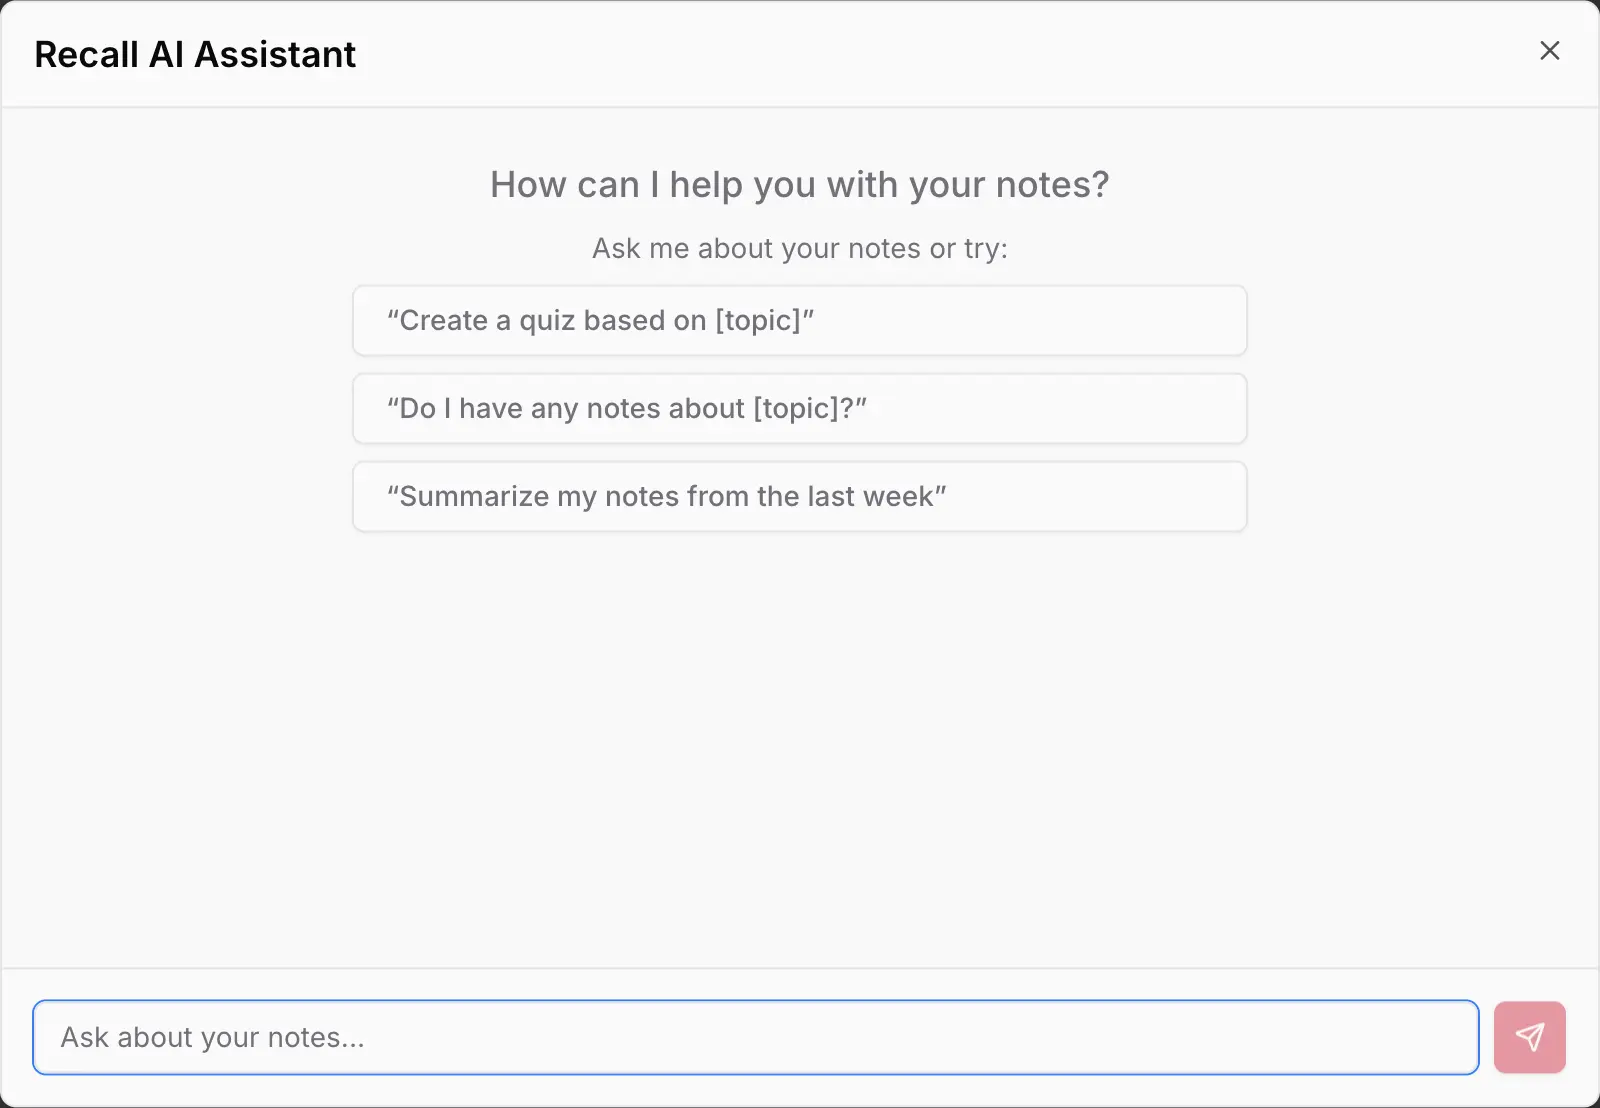 Recall AI Assistant
How can I help you with your notes?
Ask me about your notes or try:
“Create a quiz based on [topic]”
“Do I have any notes about [topic]?”
“Summarize my notes from the last week”
Ask about your notes...